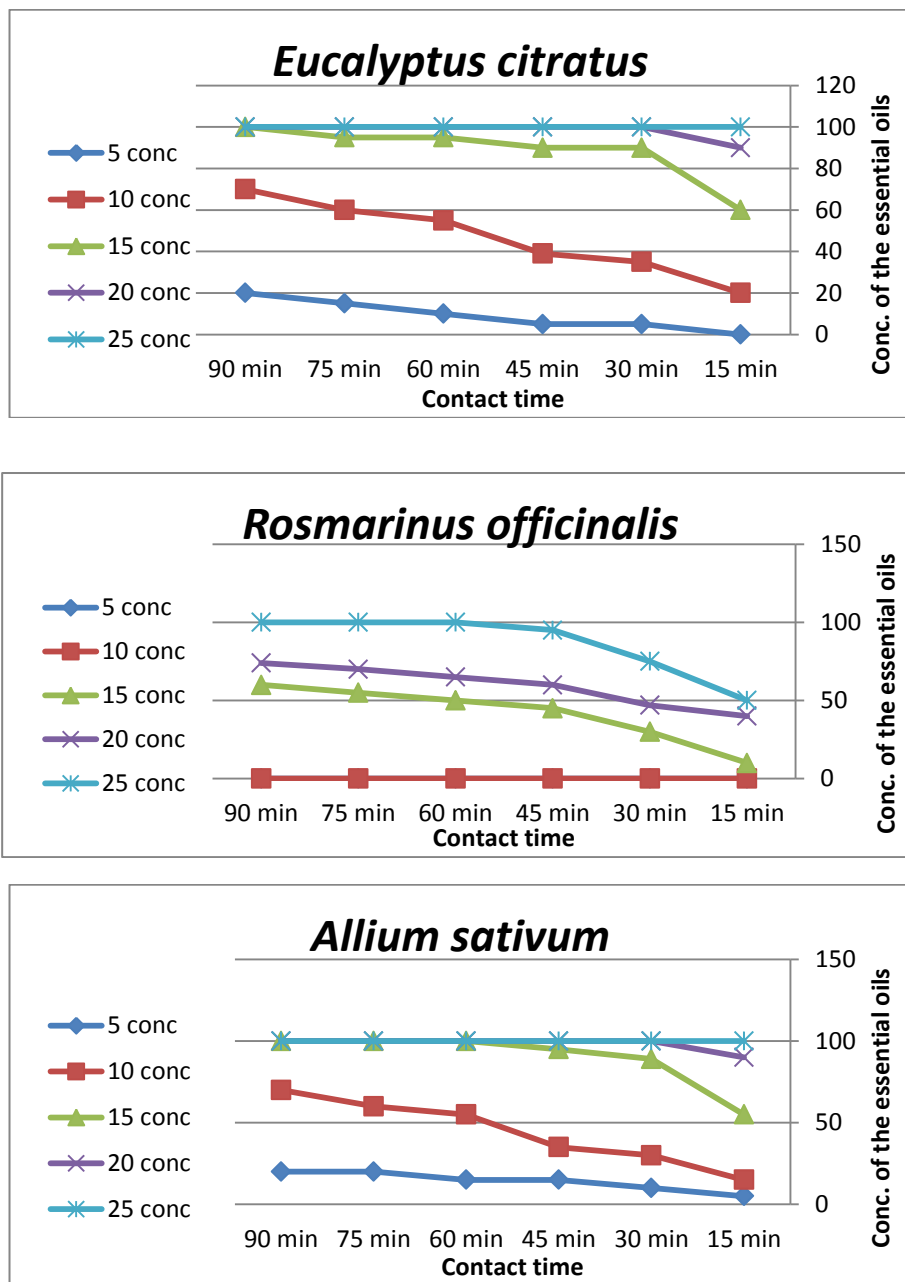 Eucalyptus citratus
5 conc
10 conc
15 conc
20 conc
25 conc
120
100
80
60
40
20
0
Conc. of the essential oils
90 min 75 min 60 min 45 min 30 min 15 min
Contact time
Rosmarinus officinalis
5 conc
10 conc
15 conc
20 conc
25 conc
150
100
50
0
Conc. of the essential oils
90 min 75 min 60 min 45 min 30 min 15 min
Contact time
Allium sativum
5 conc
10 conc
15 conc
20 conc
25 conc
150
100
50
0
Conc. of the essential oils
90 min 75 min 60 min 45 min 30 min 15 min
Contact time